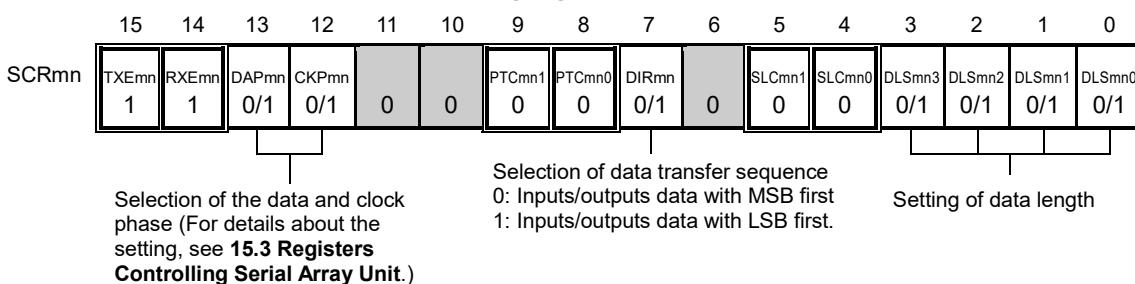 15 14 13 12 11 10 9 8 7 6 5 4 3 2 1 0
SCRmn TXEmn RXEmn DAPmn CKPmn PTCmn1 PTCmn0 DIRmn SLCmn1 SLCmn0 DLSmn3 DLSmn2 DLSmn1 DLSmn0
1 1 0/1 0/1 0 0 0 0 0/1 0 0 0 0/1 0/1 0/1 0/1
Selection of the data and clock
phase (For details about the
setting, see 15.3 Registers
Controlling Serial Array Unit.)
Selection of data transfer sequence
0: Inputs/outputs data with MSB first
1: Inputs/outputs data with LSB first.
Setting of data length